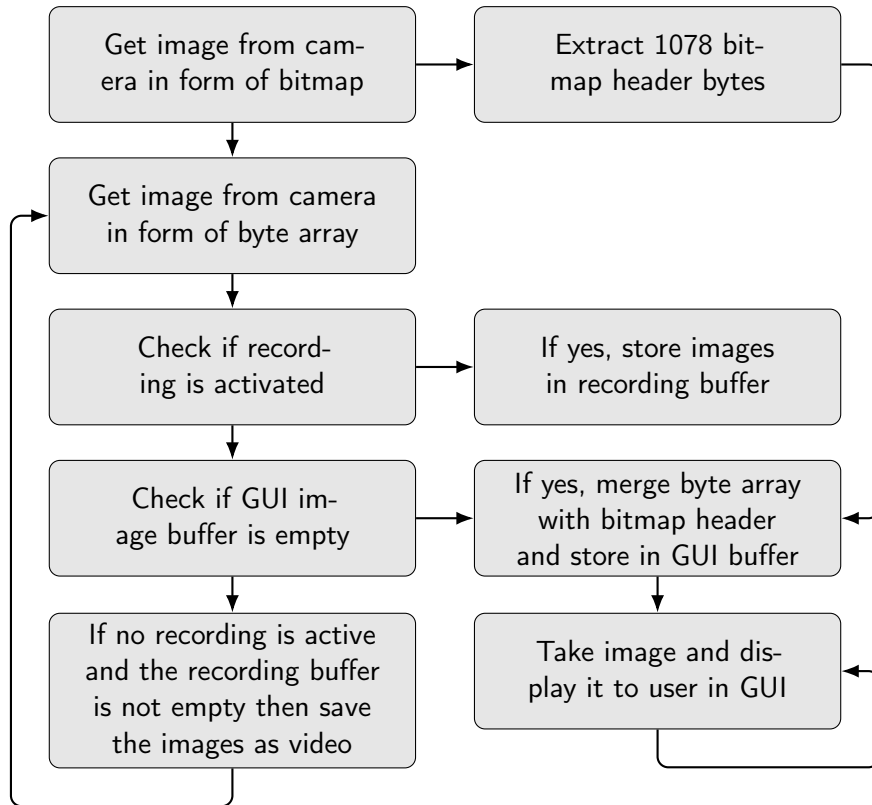 Get image from cam-
era in form of bitmap
Extract 1078 bit-
map header bytes
Get image from camera
in form of byte array
Check if record-
ing is activated
If yes, store images
in recording buffer
Check if GUI im-
age buffer is empty
If yes, merge byte array
with bitmap header
and store in GUI buffer
If no recording is active
and the recording buffer
is not empty then save
the images as video
Take image and dis-
play it to user in GUI